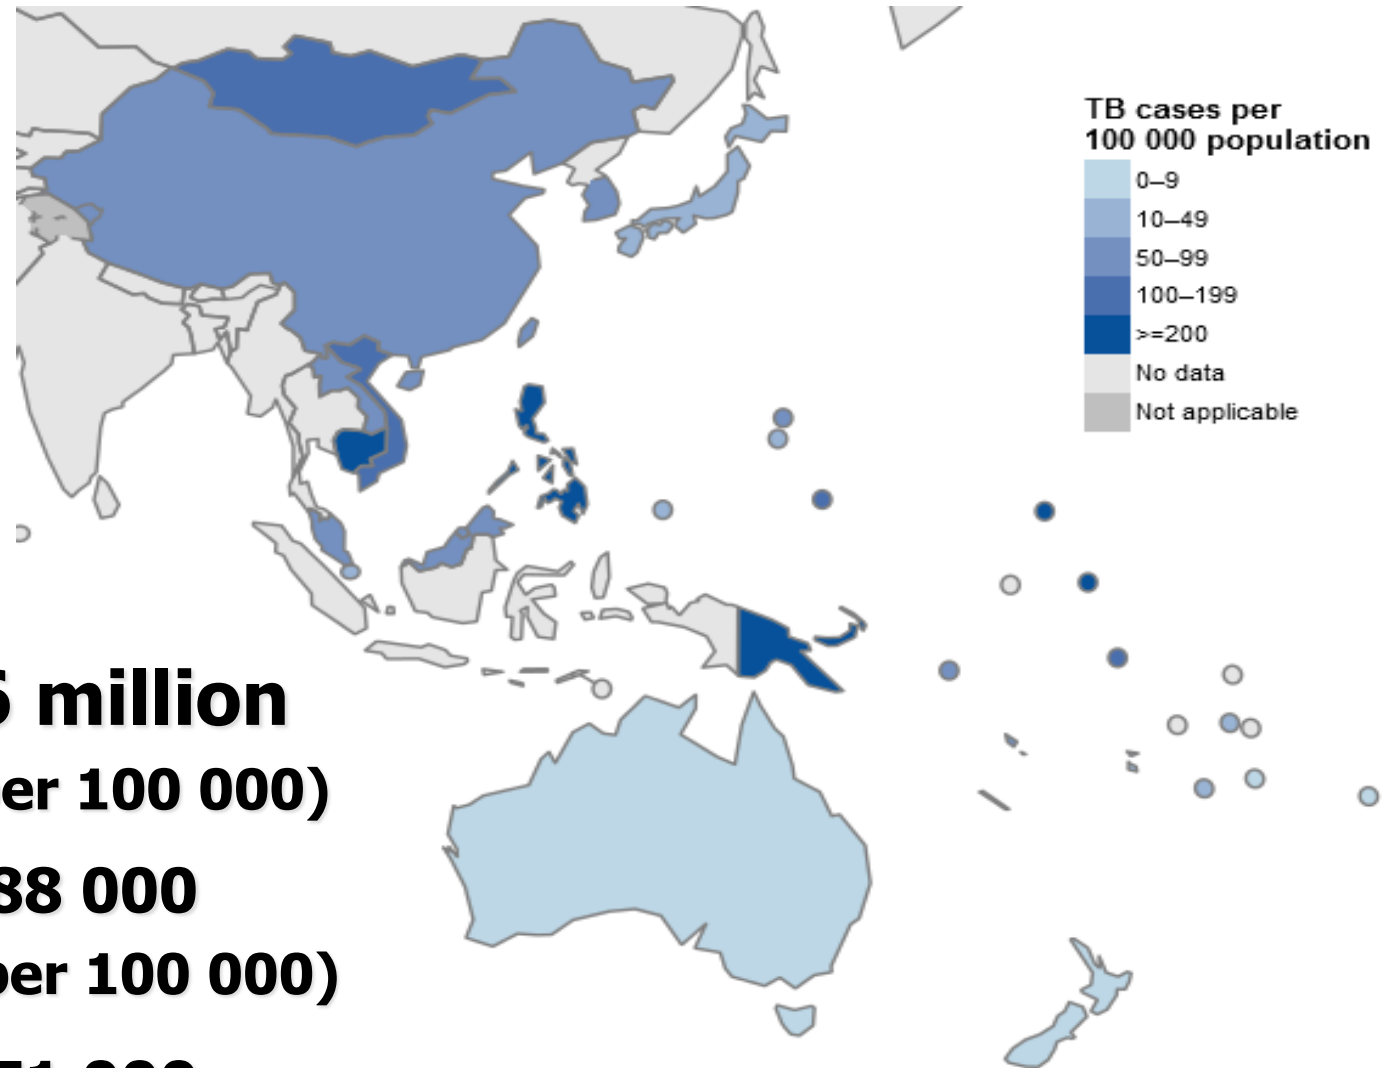 TB cases per
100 000 population
0–9
10–49
50–99
100–199
>=200
No data
Not applicable
million
per 100 000)
88 000
per 100 000)